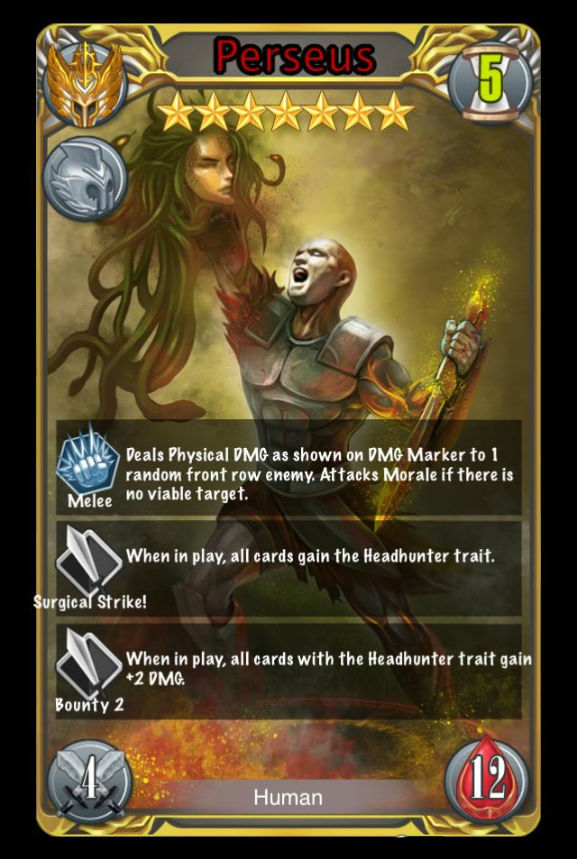 Perseus
5
Deals Physical DMG as shown on DMG Marker to 1
random front row enemy. Attacks Morale if there is
no viable target.
Melee
When in play, all cards gain the Headhunter trait.
Surgical Strike!
When in play, all cards with the Headhunter trait gain
+2 DMG.
Bounty 2
4
Human
12